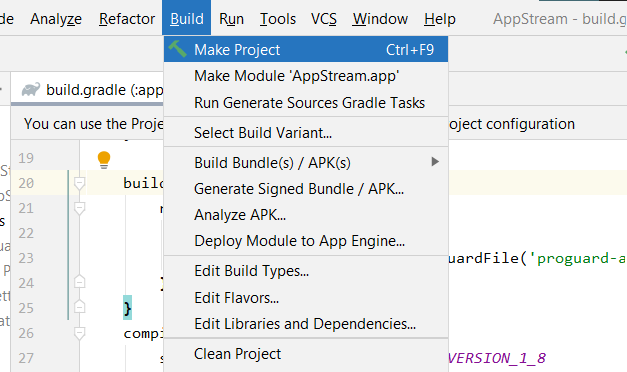 de Analyze Refactor Build Run Tools VCS Window Help AppStream - build.g
Make Project Ctrl+F9
Make Module 'AppStream.app'
build.gradle (:app
Run Generate Sources Gradle Tasks
You can use the Proje oject configuration
Select Build Variant...
19
Build Bundle(s) / APK(s)
20 build
Generate Signed Bundle / APK...
21
Analyze APK...
22
Deploy Module to App Engine...
23 guardFile('proguard-a
Edit Build Types...
24 }
Edit Flavors...
25 }
Edit Libraries and Dependencies...
26 compi
Clean Project
27 s VERSION_1_8